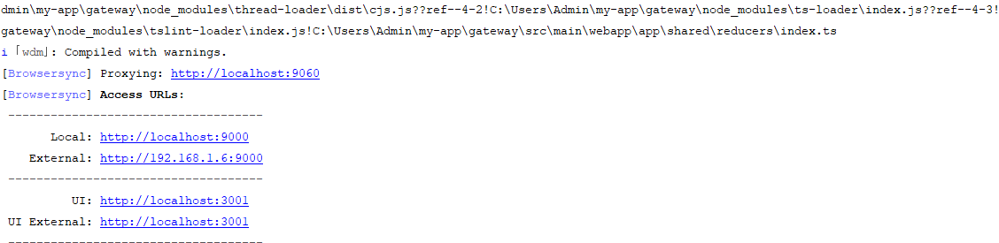 dmin\my-app\gateway\node_modules\thread-loader\dist\cjs.js??ref--4-2!C:\Users\Admin\my-app\gateway\node_modules\ts-loader\index.js??ref--4-3!
gateway\node_modules\tslint-loader\index.js!C:\Users\Admin\my-app\gateway\src\main\webapp\app\shared\reducers\index.ts
i ｢wdm｣: Compiled with warnings.
[Browsersync] Proxying: http://localhost:9060
[Browsersync] Access URLs:
------------------------------------
Local: http://localhost:9000
External: http://192.168.1.6:9000
------------------------------------
UI: http://localhost:3001
UI External: http://localhost:3001
------------------------------------